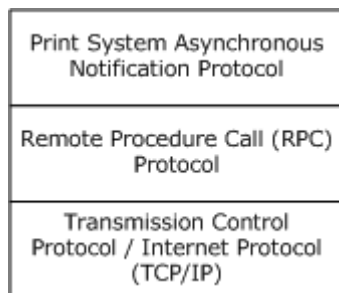 Print System Asynchronous
Notification Protocol
Remote Procedure Call (RPC)
Protocol
Transmission Control
Protocol / Internet Protocol
(TCP/IP)